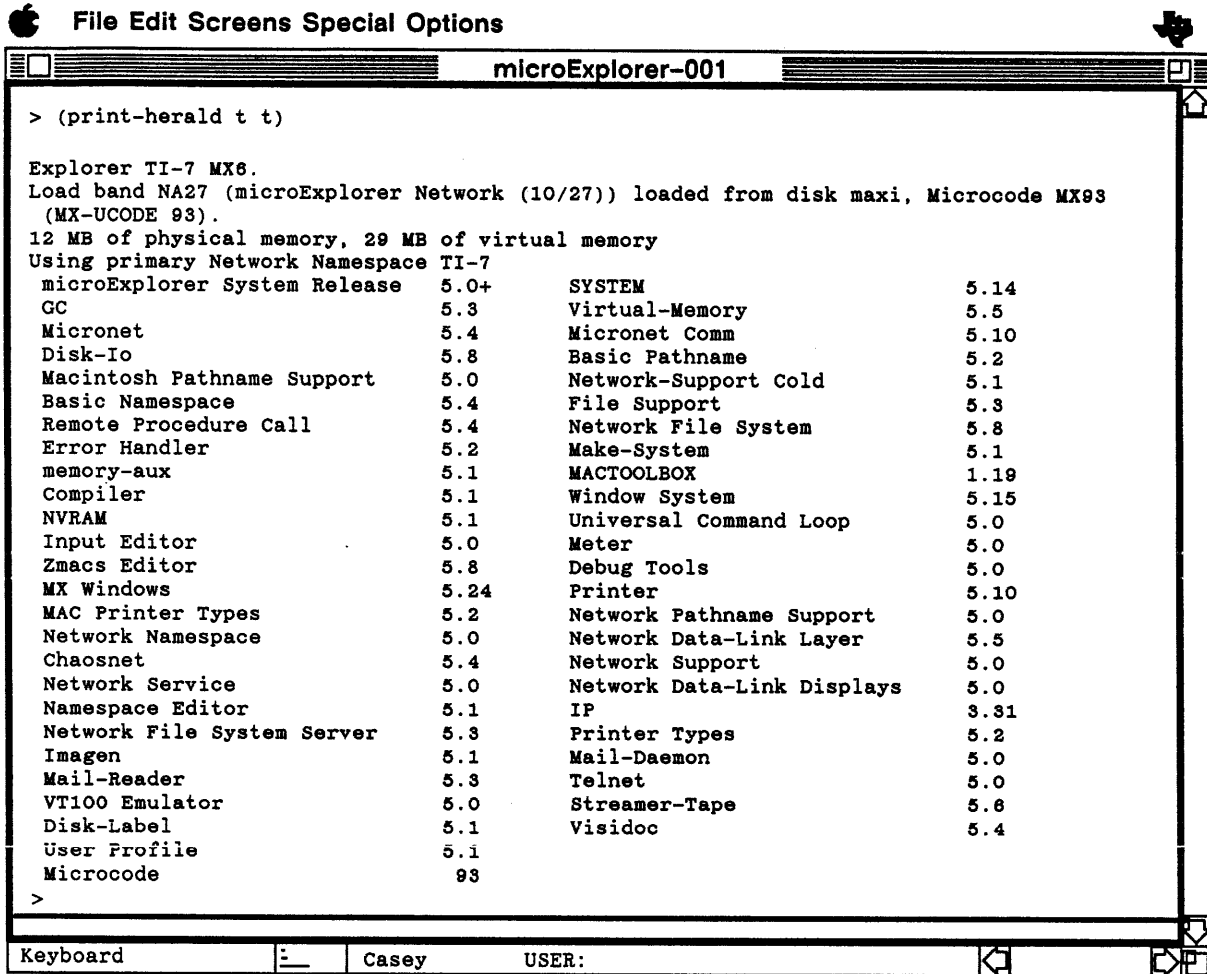 File Edit Screens Special Options
microExplorer-001
> (print-herald t t)
Explorer TI-7 MX6.
Load band NA27 (microExplorer Network (10/27)) loaded from disk maxi, Microcode MX93
(MX-UCODE 93).
12 MB of physical memory, 29 MB of virtual memory
Using primary Network Namespace TI-7
microExplorer System Release 5.0+ SYSTEM 5.14
GC 5.3 Virtual-Memory 5.5
Micronet 5.4 Micronet Comm 5.10
Disk-Io 5.8 Basic Pathname 5.2
Macintosh Pathname Support 5.0 Network-Support Cold 5.1
Basic Namespace 5.4 File Support 5.3
Remote Procedure Call 5.4 Network File System 5.8
Error Handler 5.2 Make-System 5.1
memory-aux 5.1 MACTOOLBOX 1.19
Compiler 5.1 Window System 5.15
NVRAM 5.1 Universal Command Loop 5.0
Input Editor 5.0 Meter 5.0
Zmacs Editor 5.8 Debug Tools 5.0
MX Windows 5.24 Printer 5.10
MAC Printer Types 5.2 Network Pathname Support 5.0
Network Namespace 5.0 Network Data-Link Layer 5.5
Chaosnet 5.4 Network Support 5.0
Network Service 5.0 Network Data-Link Displays 5.0
Namespace Editor 5.1 IP 3.31
Network File System Server 5.3 Printer Types 5.2
Imagen 5.1 Mail-Daemon 5.0
Mail-Reader 5.3 Telnet 5.0
VT100 Emulator 5.0 Streamer-Tape 5.6
Disk-Label 5.1 Visidoc 5.4
User Profile 5.1
Microcode 93
>
Keyboard Casey USER: